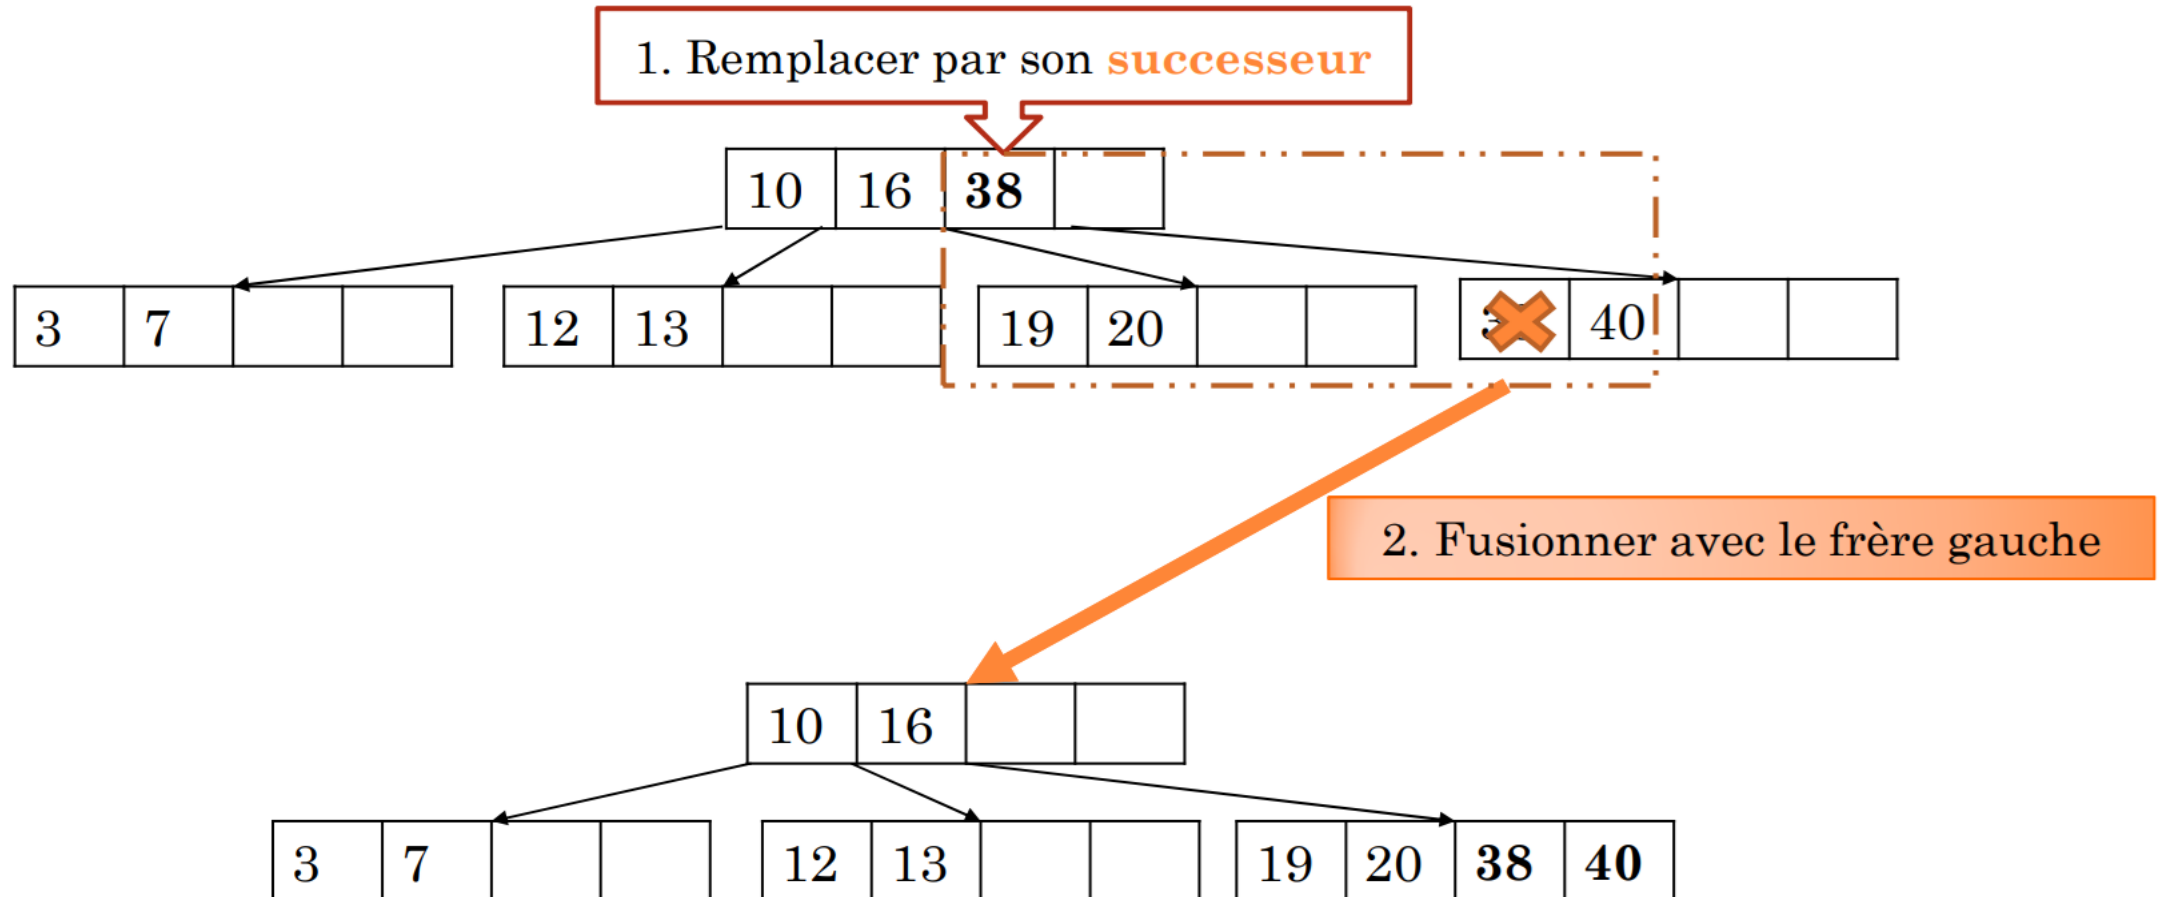 1. Remplacer par son successeur
10 16 38
3 7 12 13 19 20 40
2. Fusionner avec le frère gauche
10 16
3 7 12 13 19 20 38 40